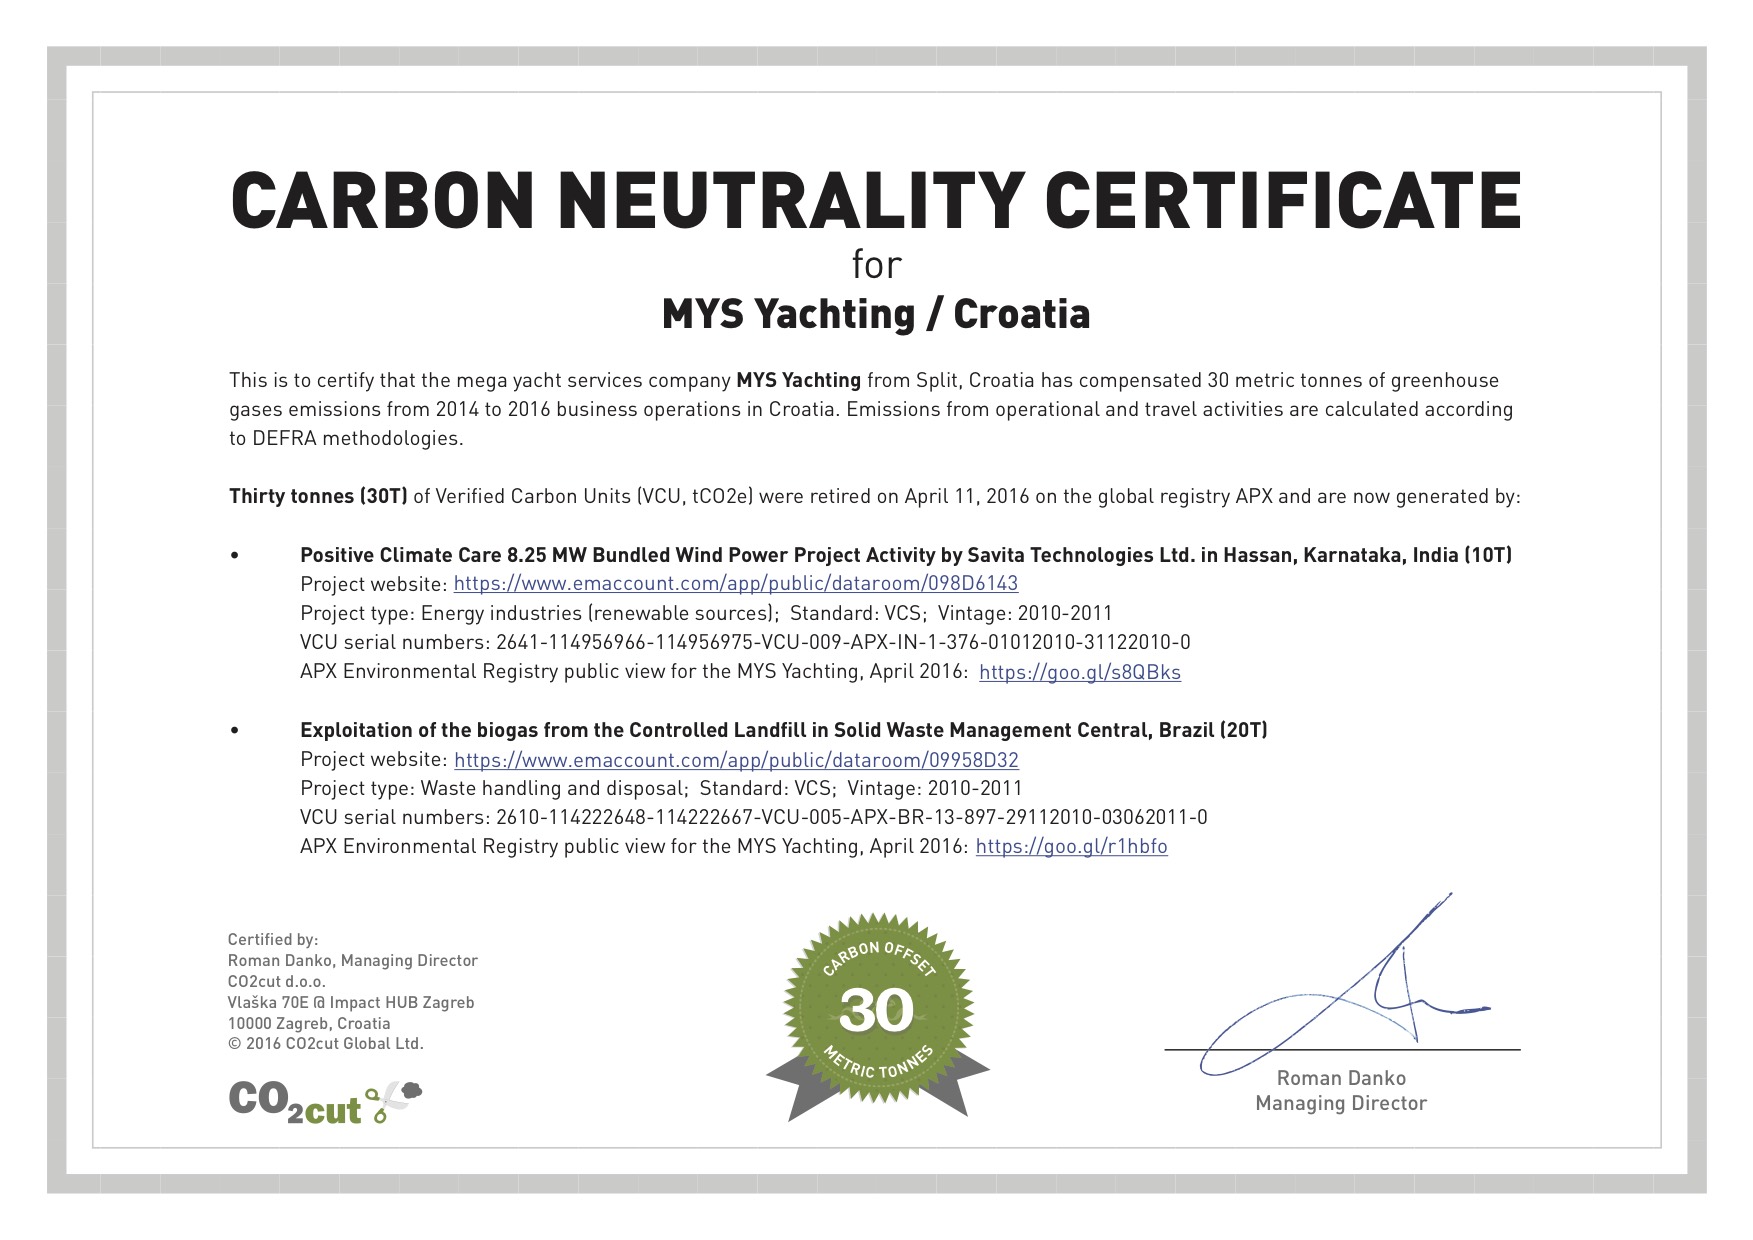 CARBON NEUTRALITY CERTIFICATE
for
MYS Yachting / Croatia
This is to certify that the mega yacht services company MYS Yachting from Split, Croatia has compensated 30 metric tonnes of greenhouse
gases emissions from 2014 to 2016 business operations in Croatia. Emissions from operational and travel activities are calculated according
to DEFRA methodologies.
Thirty tonnes (30T) of Verified Carbon Units (VCU, tCO2e) were retired on April 11, 2016 on the global registry APX and are now generated by:
• Positive Climate Care 8.25 MW Bundled Wind Power Project Activity by Savita Technologies Ltd. in Hassan, Karnataka, India (10T)
Project website: https://www.emaccount.com/app/public/dataroom/098D6143
Project type: Energy industries (renewable sources); Standard: VCS; Vintage: 2010-2011
VCU serial numbers: 2641-114956966-114956975-VCU-009-APX-IN-1-376-01012010-31122010-0
APX Environmental Registry public view for the MYS Yachting, April 2016: https://goo.gl/s8QBks
• Exploitation of the biogas from the Controlled Landfill in Solid Waste Management Central, Brazil (20T)
Project website: https://www.emaccount.com/app/public/dataroom/09958D32
Project type: Waste handling and disposal; Standard: VCS; Vintage: 2010-2011
VCU serial numbers: 2610-114222648-114222667-VCU-005-APX-BR-13-897-29112010-03062011-0
APX Environmental Registry public view for the MYS Yachting, April 2016: https://goo.gl/r1hbfo
Certified by:
Roman Danko, Managing Director
CO2cut d.o.o.
Vlaška 70E @ Impact HUB Zagreb
10000 Zagreb, Croatia
© 2016 CO2cut Global Ltd.
CO2cut
CARBON OFFSET
30
METRIC TONNES
Roman Danko
Managing Director